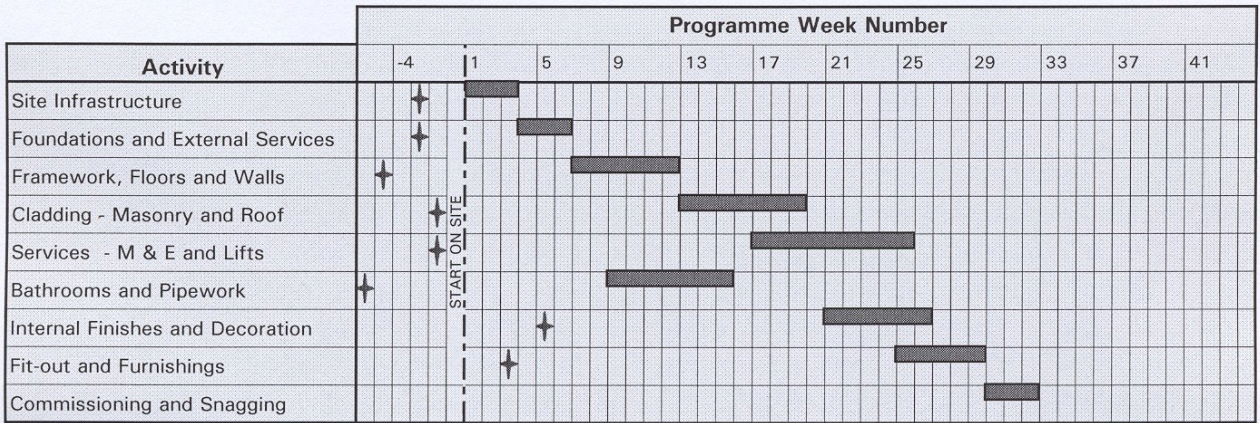 Programme Week Number
Activity
-4 1 5 9 13 17 21 25 29 33 37 41
Site Infrastructure
Foundations and External Services
Framework, Floors and Walls
Cladding - Masonry and Roof
Services - M & E and Lifts
Bathrooms and Pipework
Internal Finishes and Decoration
Fit-out and Furnishings
Commissioning and Snagging
START ON SITE